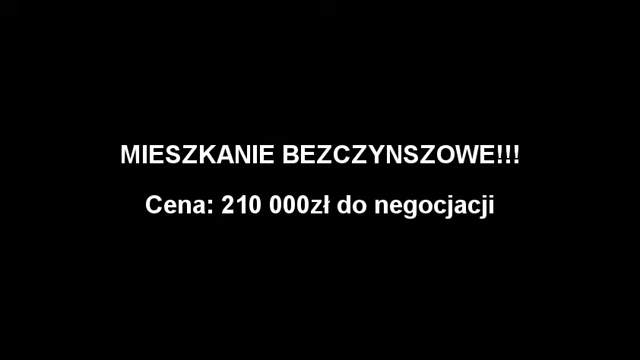 MIESZKANIE BEZCZYNSZOWE!!!
Cena: 210 000zł do negocjacji